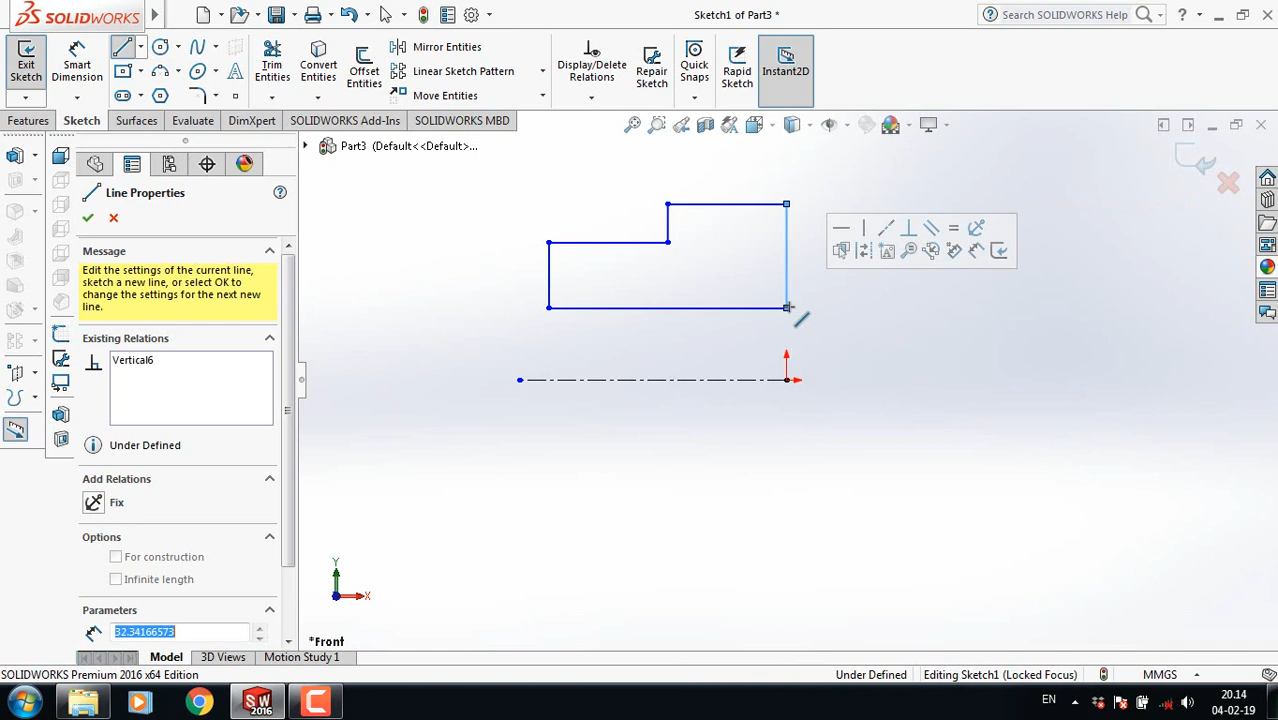 SOLIDWORKS
Sketch1 of Part3 *
Search SOLIDWORKS Help
Exit Sketch
Smart Dimension
Trim Entities
Convert Entities
Offset Entities
Mirror Entities
Linear Sketch Pattern
Move Entities
Display/Delete Relations
Repair Sketch
Quick Snaps
Rapid Sketch
Instant2D
Features
Sketch
Surfaces
Evaluate
DimXpert
SOLIDWORKS Add-Ins
SOLIDWORKS MBD
Part3 (Default<<Default>...
Line Properties
Message
Edit the settings of the current line,
sketch a new line, or select OK to
change the settings for the next new
line.
Existing Relations
Vertical6
Under Defined
Add Relations
Fix
Options
For construction
Infinite length
Parameters
32.34166573
Y
X
*Front
Model
3D Views
Motion Study 1
SOLIDWORKS Premium 2016 x64 Edition
Under Defined
Editing Sketch1 (Locked Focus)
MMGS
SW
2016
EN
20.14
04-02-19